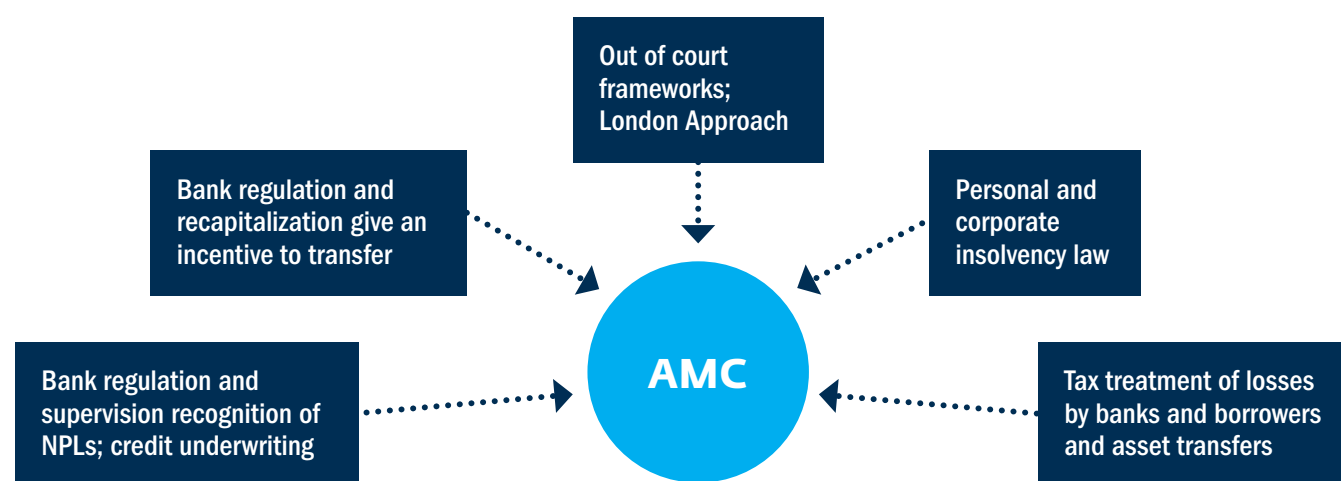 Out of court
frameworks;
London Approach
Bank regulation and
recapitalization give an
incentive to transfer
Personal and
corporate
insolvency law
Bank regulation and
supervision recognition of
NPLs; credit underwriting
AMC
Tax treatment of losses
by banks and borrowers
and asset transfers